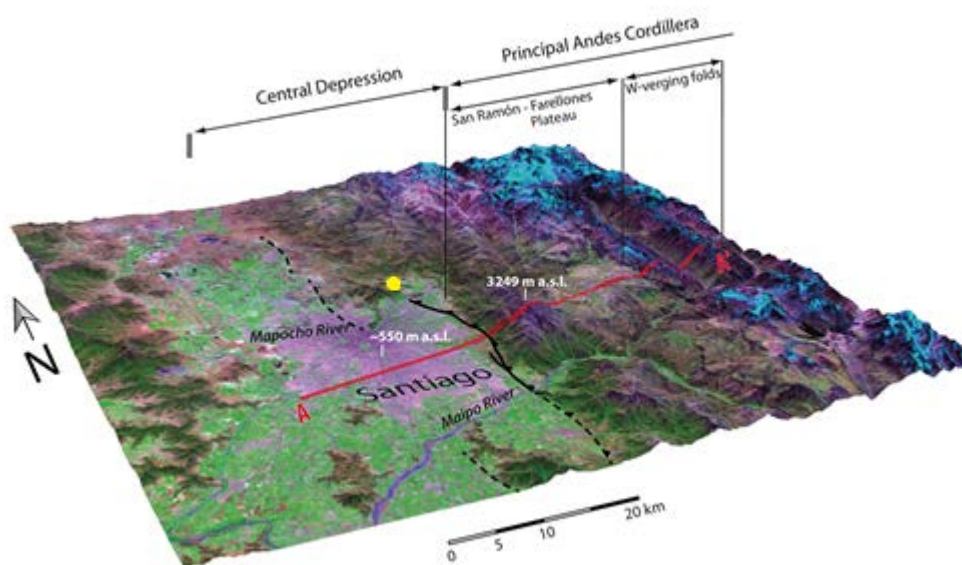 Principal Andes Cordillera
Central Depression
San Ramón - Farellones
Plateau
W-verging folds
3249 m a.s.l.
Mapocho River
~550 m a.s.l.
Santiago
A
Maipo River
N
0
5
10
20 km